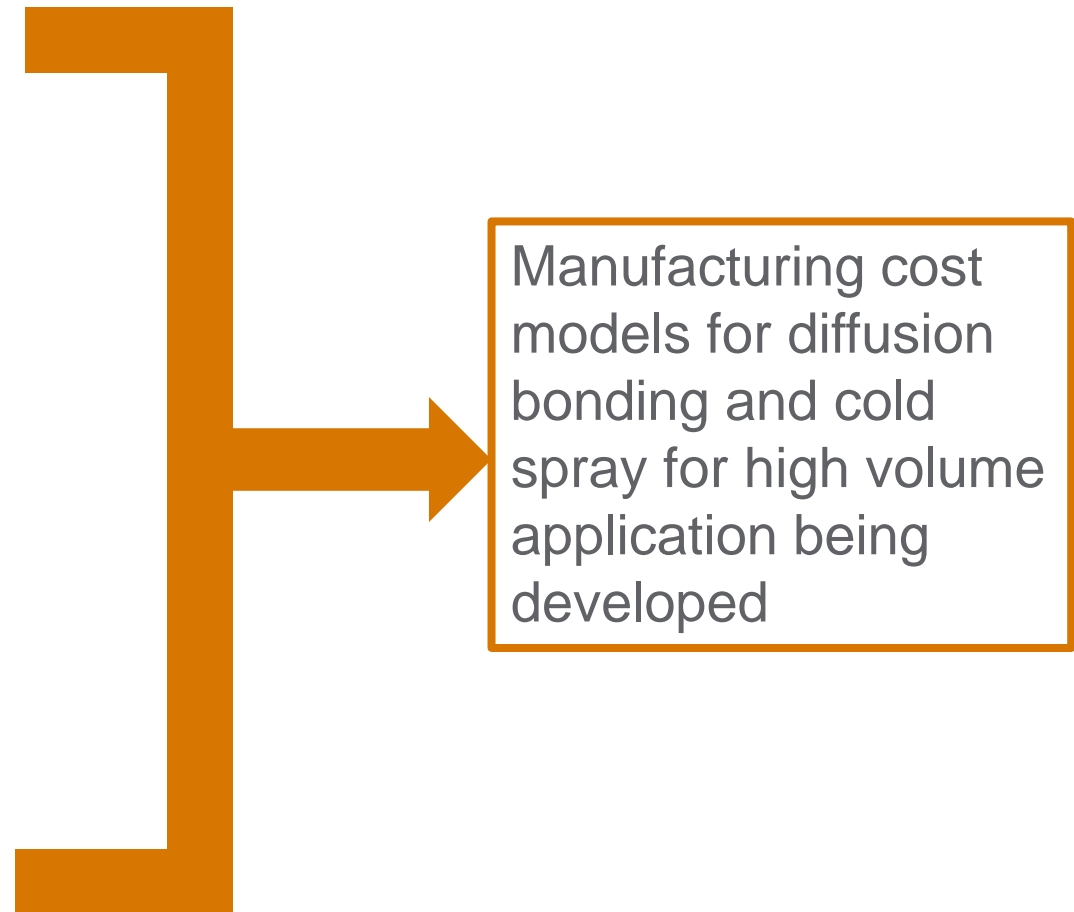 Manufacturing cost
models for diffusion
bonding and cold
spray for high volume
application being
developed